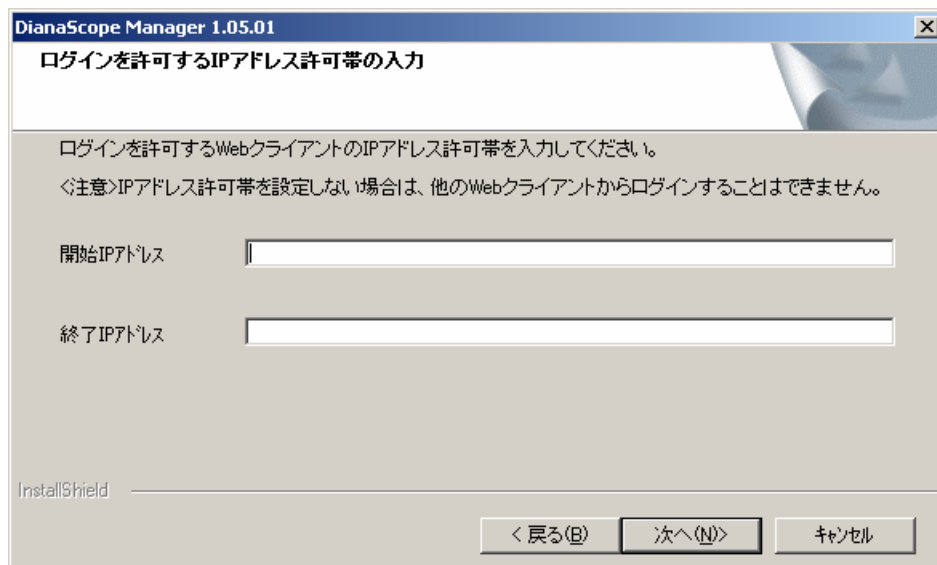 DianaScope Manager 1.05.01
ログインを許可するIPアドレス許可帯の入力
ログインを許可するWebクライアントのIPアドレス許可帯を入力してください。
<注意>IPアドレス許可帯を設定しない場合は、他のWebクライアントからログインすることはできません。
開始IPアドレス
終了IPアドレス
InstallShield
< 戻る(B)
次へ(N)>
キャンセル